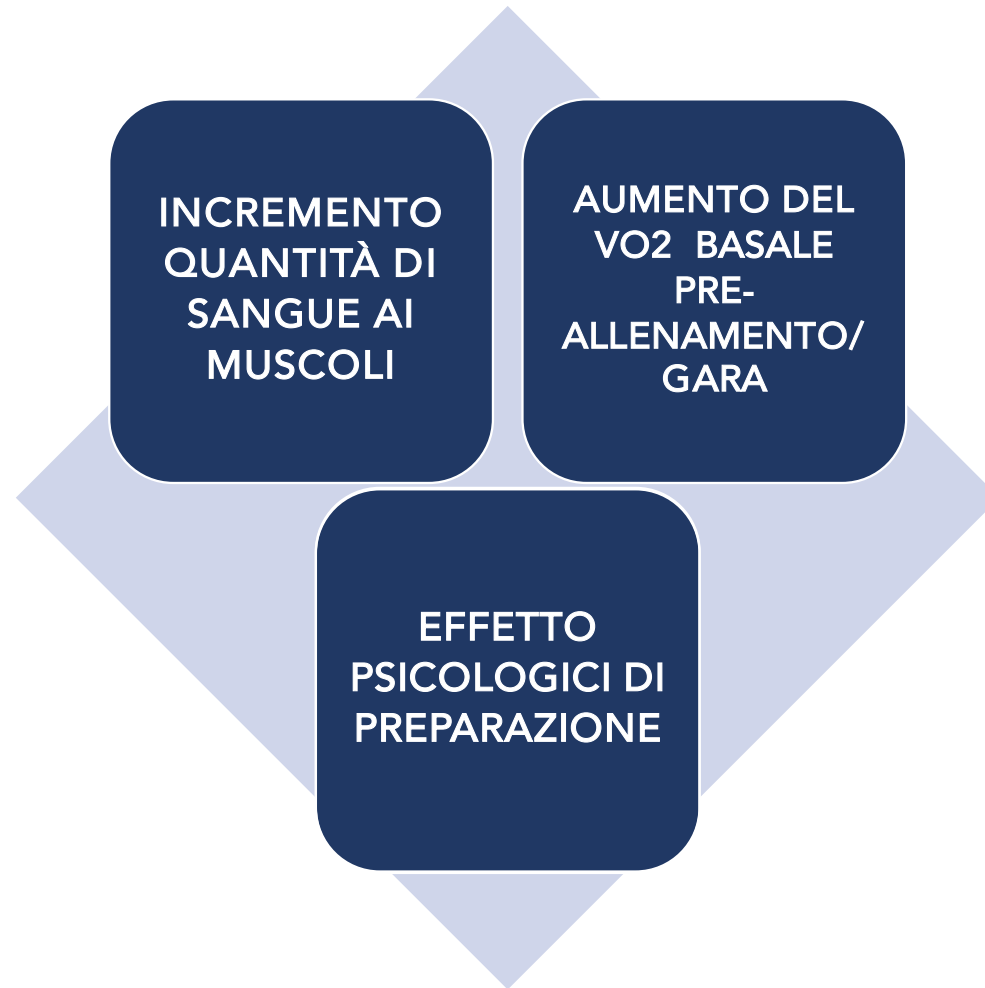 INCREMENTO
QUANTITÀ DI
SANGUE AI
MUSCOLI
AUMENTO DEL
VO2 BASALE
PRE-
ALLENAMENTO/
GARA
EFFETTO
PSICOLOGICI DI
PREPARAZIONE